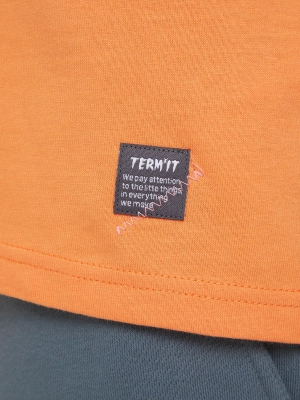 TERM'IT
We pay attention
to the little things
in everything
we make